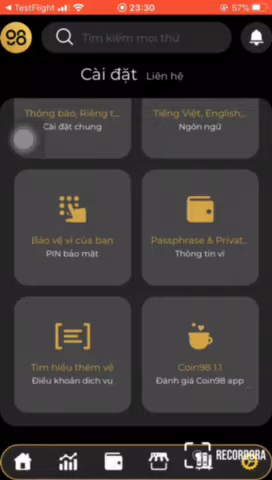 TestFlight
23:30
57%
98
Tìm kiếm mọi thứ
Cài đặt Liên hệ
Thông báo, Riêng t...
Cài đặt chung
Tiếng Việt, English,...
Ngôn ngữ
Bảo vệ ví của bạn
PIN bảo mật
Passphrase & Privat...
Thông tin ví
Tìm hiểu thêm về
Điều khoản dịch vụ
Coin98 1.1
Đánh giá Coin98 app
RECORDORA